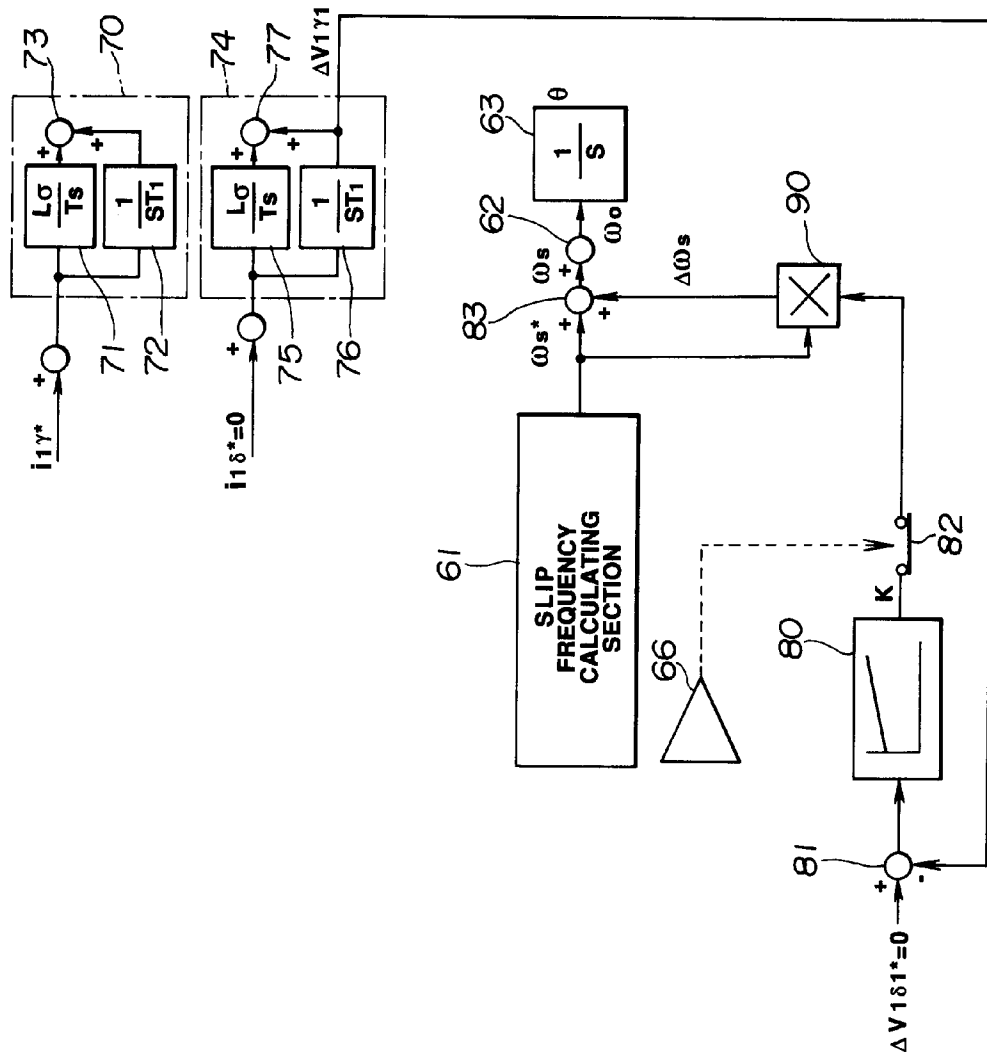 73
70
Lσ
Ts
1
ST1
i1γ*
+
+
+
71
72
74
77
ΔV1γ1
Lσ
Ts
1
ST1
i1δ*=0
+
+
+
75
76
61
SLIP
FREQUENCY
CALCULATING
SECTION
ωs*
83
+
+
ωs
62
+
ωo
63
1
S
θ
Δωs
90
66
80
K
82
81
+
-
ΔV1δ1*=0